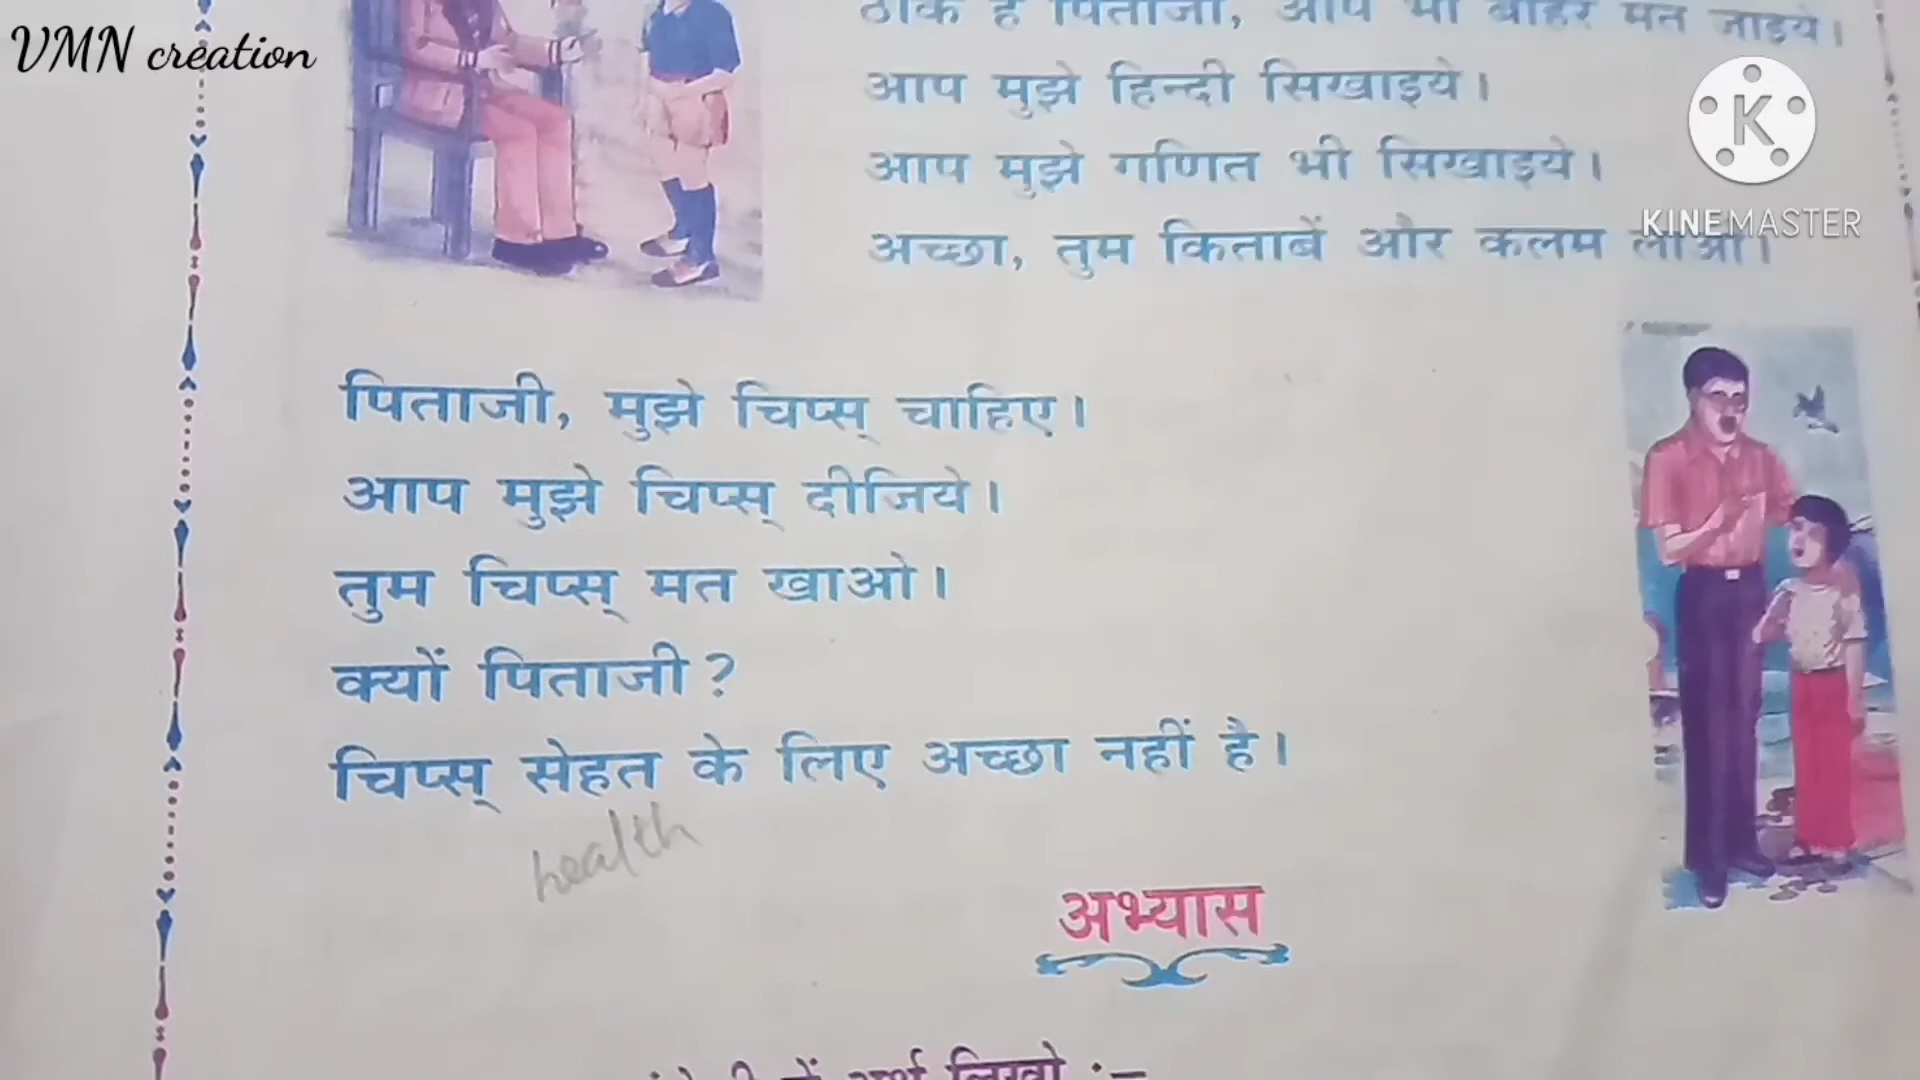 VMN creation
ठीक है पिताजी, आप भी बाहर मत जाइये।
आप मुझे हिन्दी सिखाइये।
आप मुझे गणित भी सिखाइये।
अच्छा, तुम किताबें और कलम लाओ।
K
KINEMASTER
पिताजी, मुझे चिप्स् चाहिए।
आप मुझे चिप्स् दीजिये।
तुम चिप्स् मत खाओ।
क्यों पिताजी?
चिप्स् सेहत के लिए अच्छा नहीं है।
health
अभ्यास
में अर्थ लिखो :—